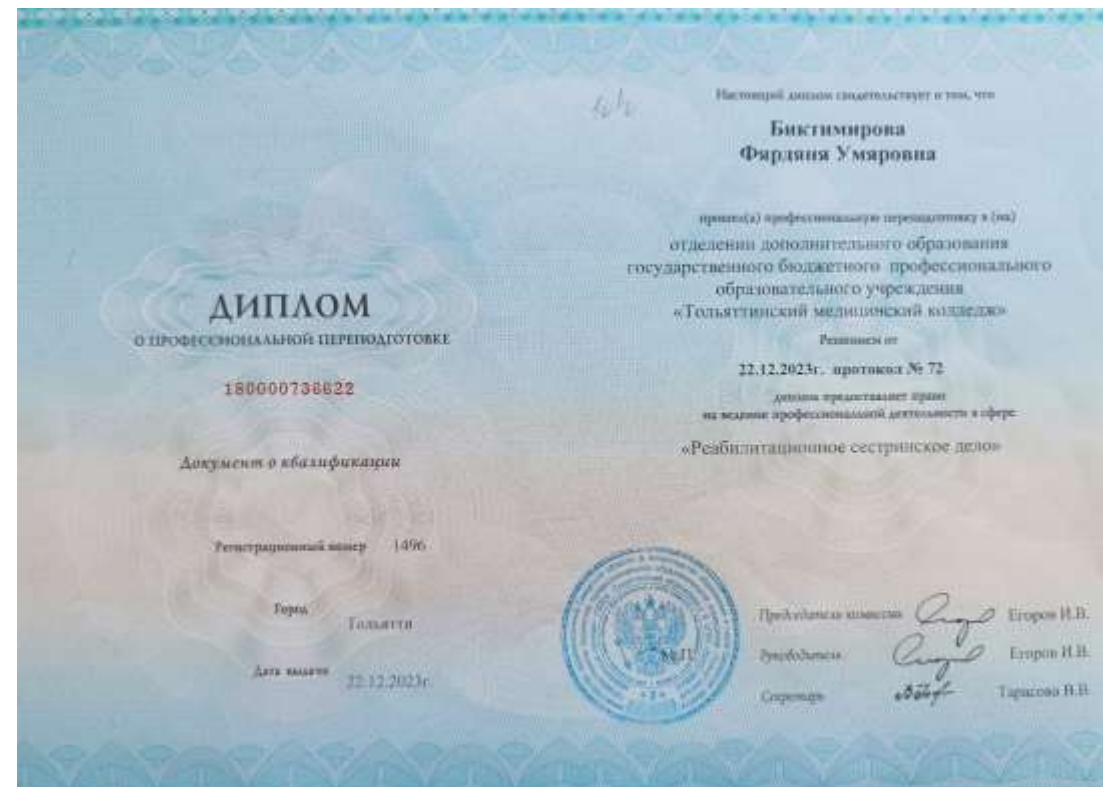 ДИПЛОМ
О ПРОФЕССИОНАЛЬНОЙ ПЕРЕПОДГОТОВКЕ
180000736622
Документ о квалификации
Регистрационный номер 1496
Город
Тольятти
Дата выдачи
22.12.2023г.
Настоящий диплом свидетельствует о том, что
Биктимирова
Фярдяня Умяровна
прошел(а) профессиональную переподготовку в (на)
отделении дополнительного образования
государственного бюджетного профессионального
образовательного учреждения
«Тольяттинский медицинский колледж»
Решением от
22.12.2023г. протокол № 72
диплом предоставляет право
на ведение профессиональной деятельности в сфере
«Реабилитационное сестринское дело»
М.П.
Председатель комиссии Егоров И.В.
Руководитель Егоров И.В.
Секретарь Тарасова В.В.